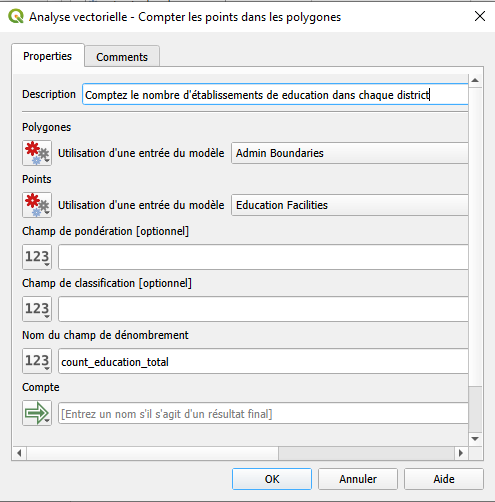 Analyse vectorielle - Compter les points dans les polygones
Properties
Comments
Description Comptez le nombre d'établissements de education dans chaque district
Polygones
Utilisation d'une entrée du modèle Admin Boundaries
Points
Utilisation d'une entrée du modèle Education Facilities
Champ de pondération [optionnel]
123
Champ de classification [optionnel]
123
Nom du champ de dénombrement
123 count_education_total
Compte
[Entrez un nom s'il s'agit d'un résultat final]
OK Annuler Aide